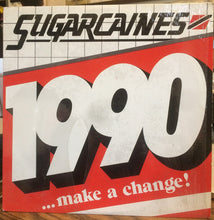 SUGARCAINES
1990
...make a change!